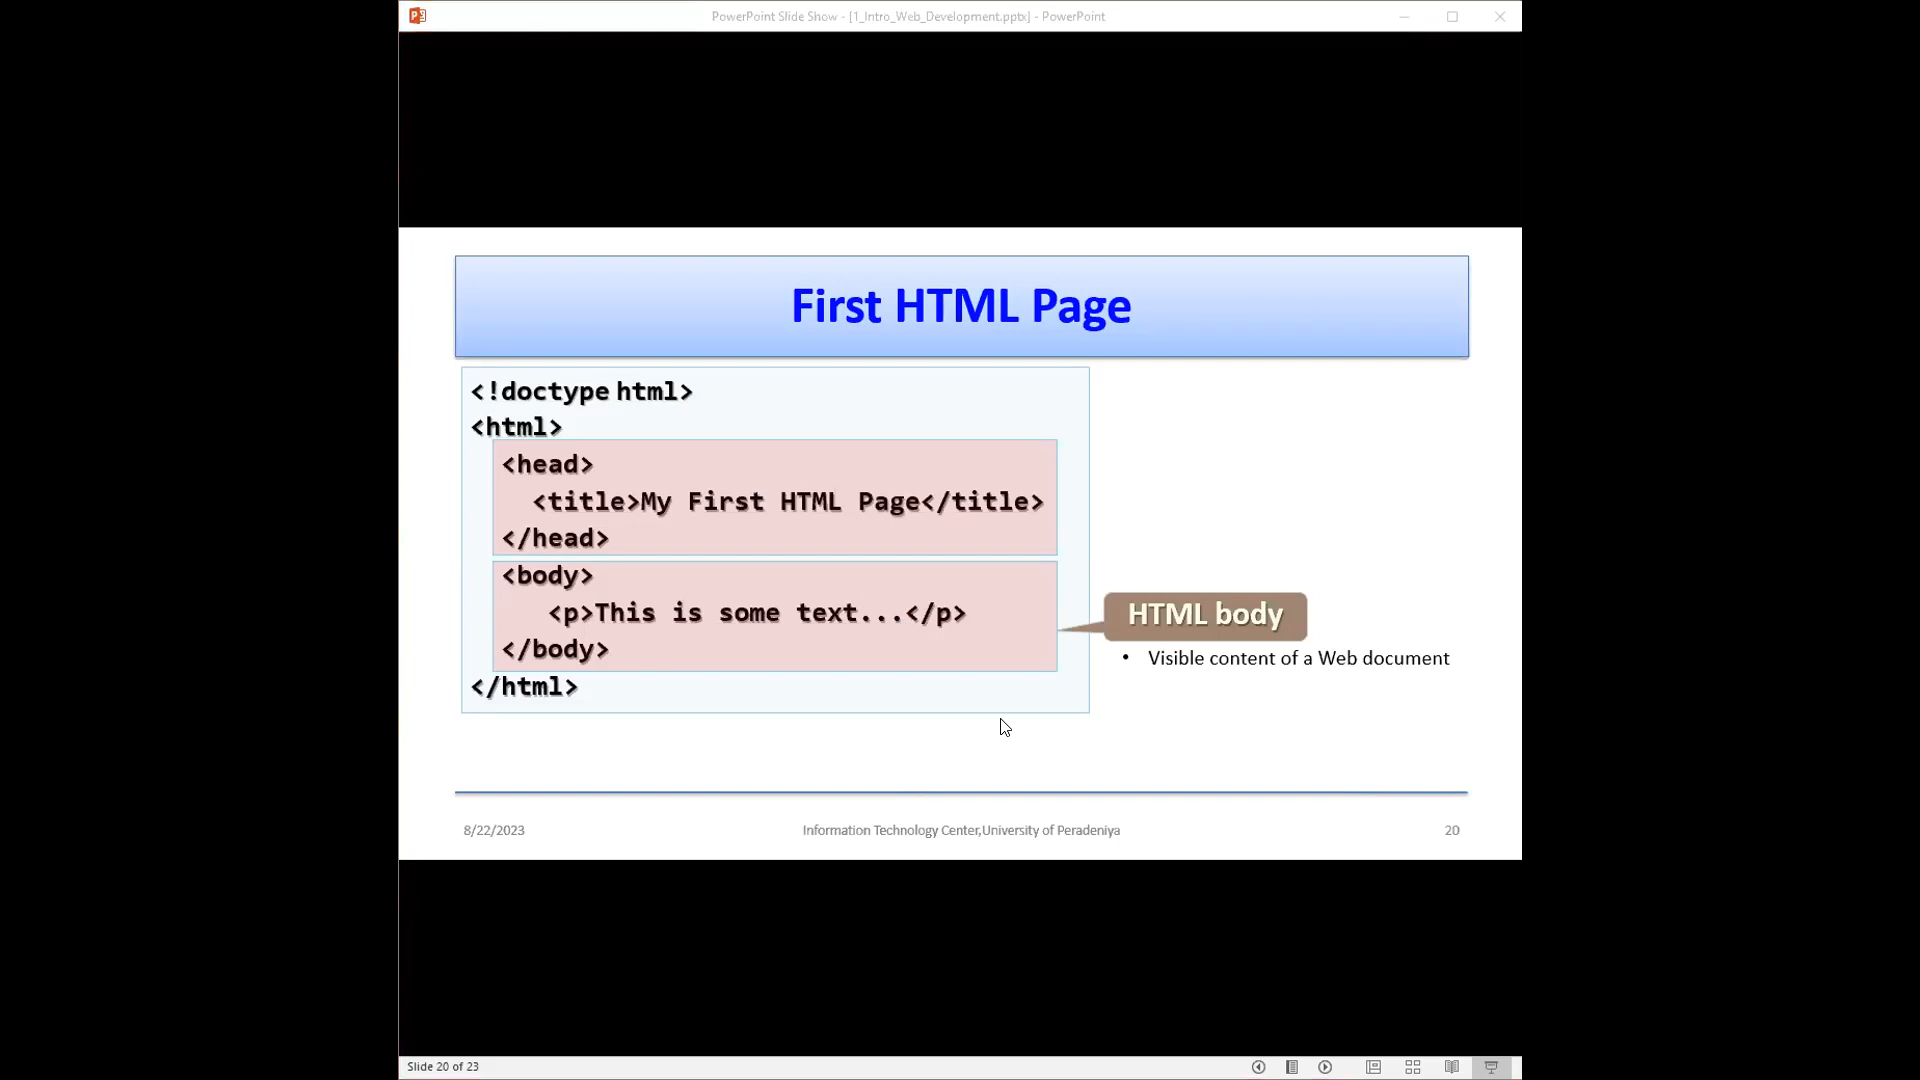 PowerPoint Slide Show - [1_Intro_Web_Development.pptx] - PowerPoint
First HTML Page
<!doctype html>
<html>
<head>
<title>My First HTML Page</title>
</head>
<body>
<p>This is some text...</p>
</body>
</html>
HTML body
• Visible content of a Web document
8/22/2023
Information Technology Center,University of Peradeniya
20
Slide 20 of 23